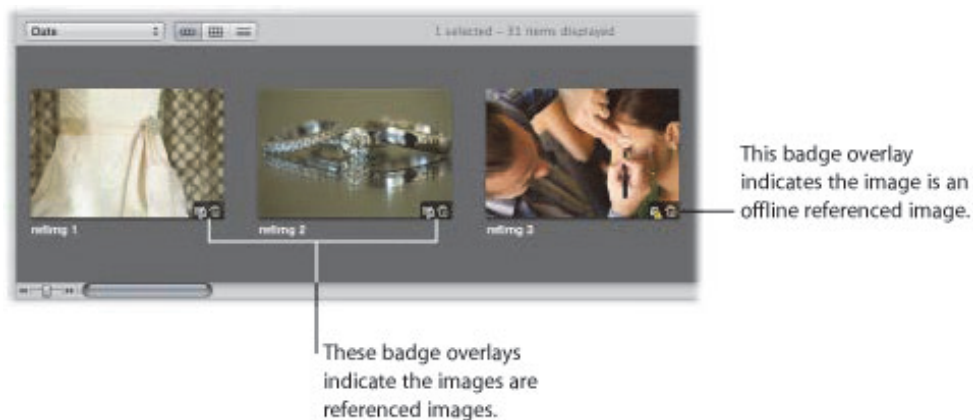 Date
1 selected – 31 items displayed
refimg 1
refimg 2
refimg 3
This badge overlay
indicates the image is an
offline referenced image.
These badge overlays
indicate the images are
referenced images.